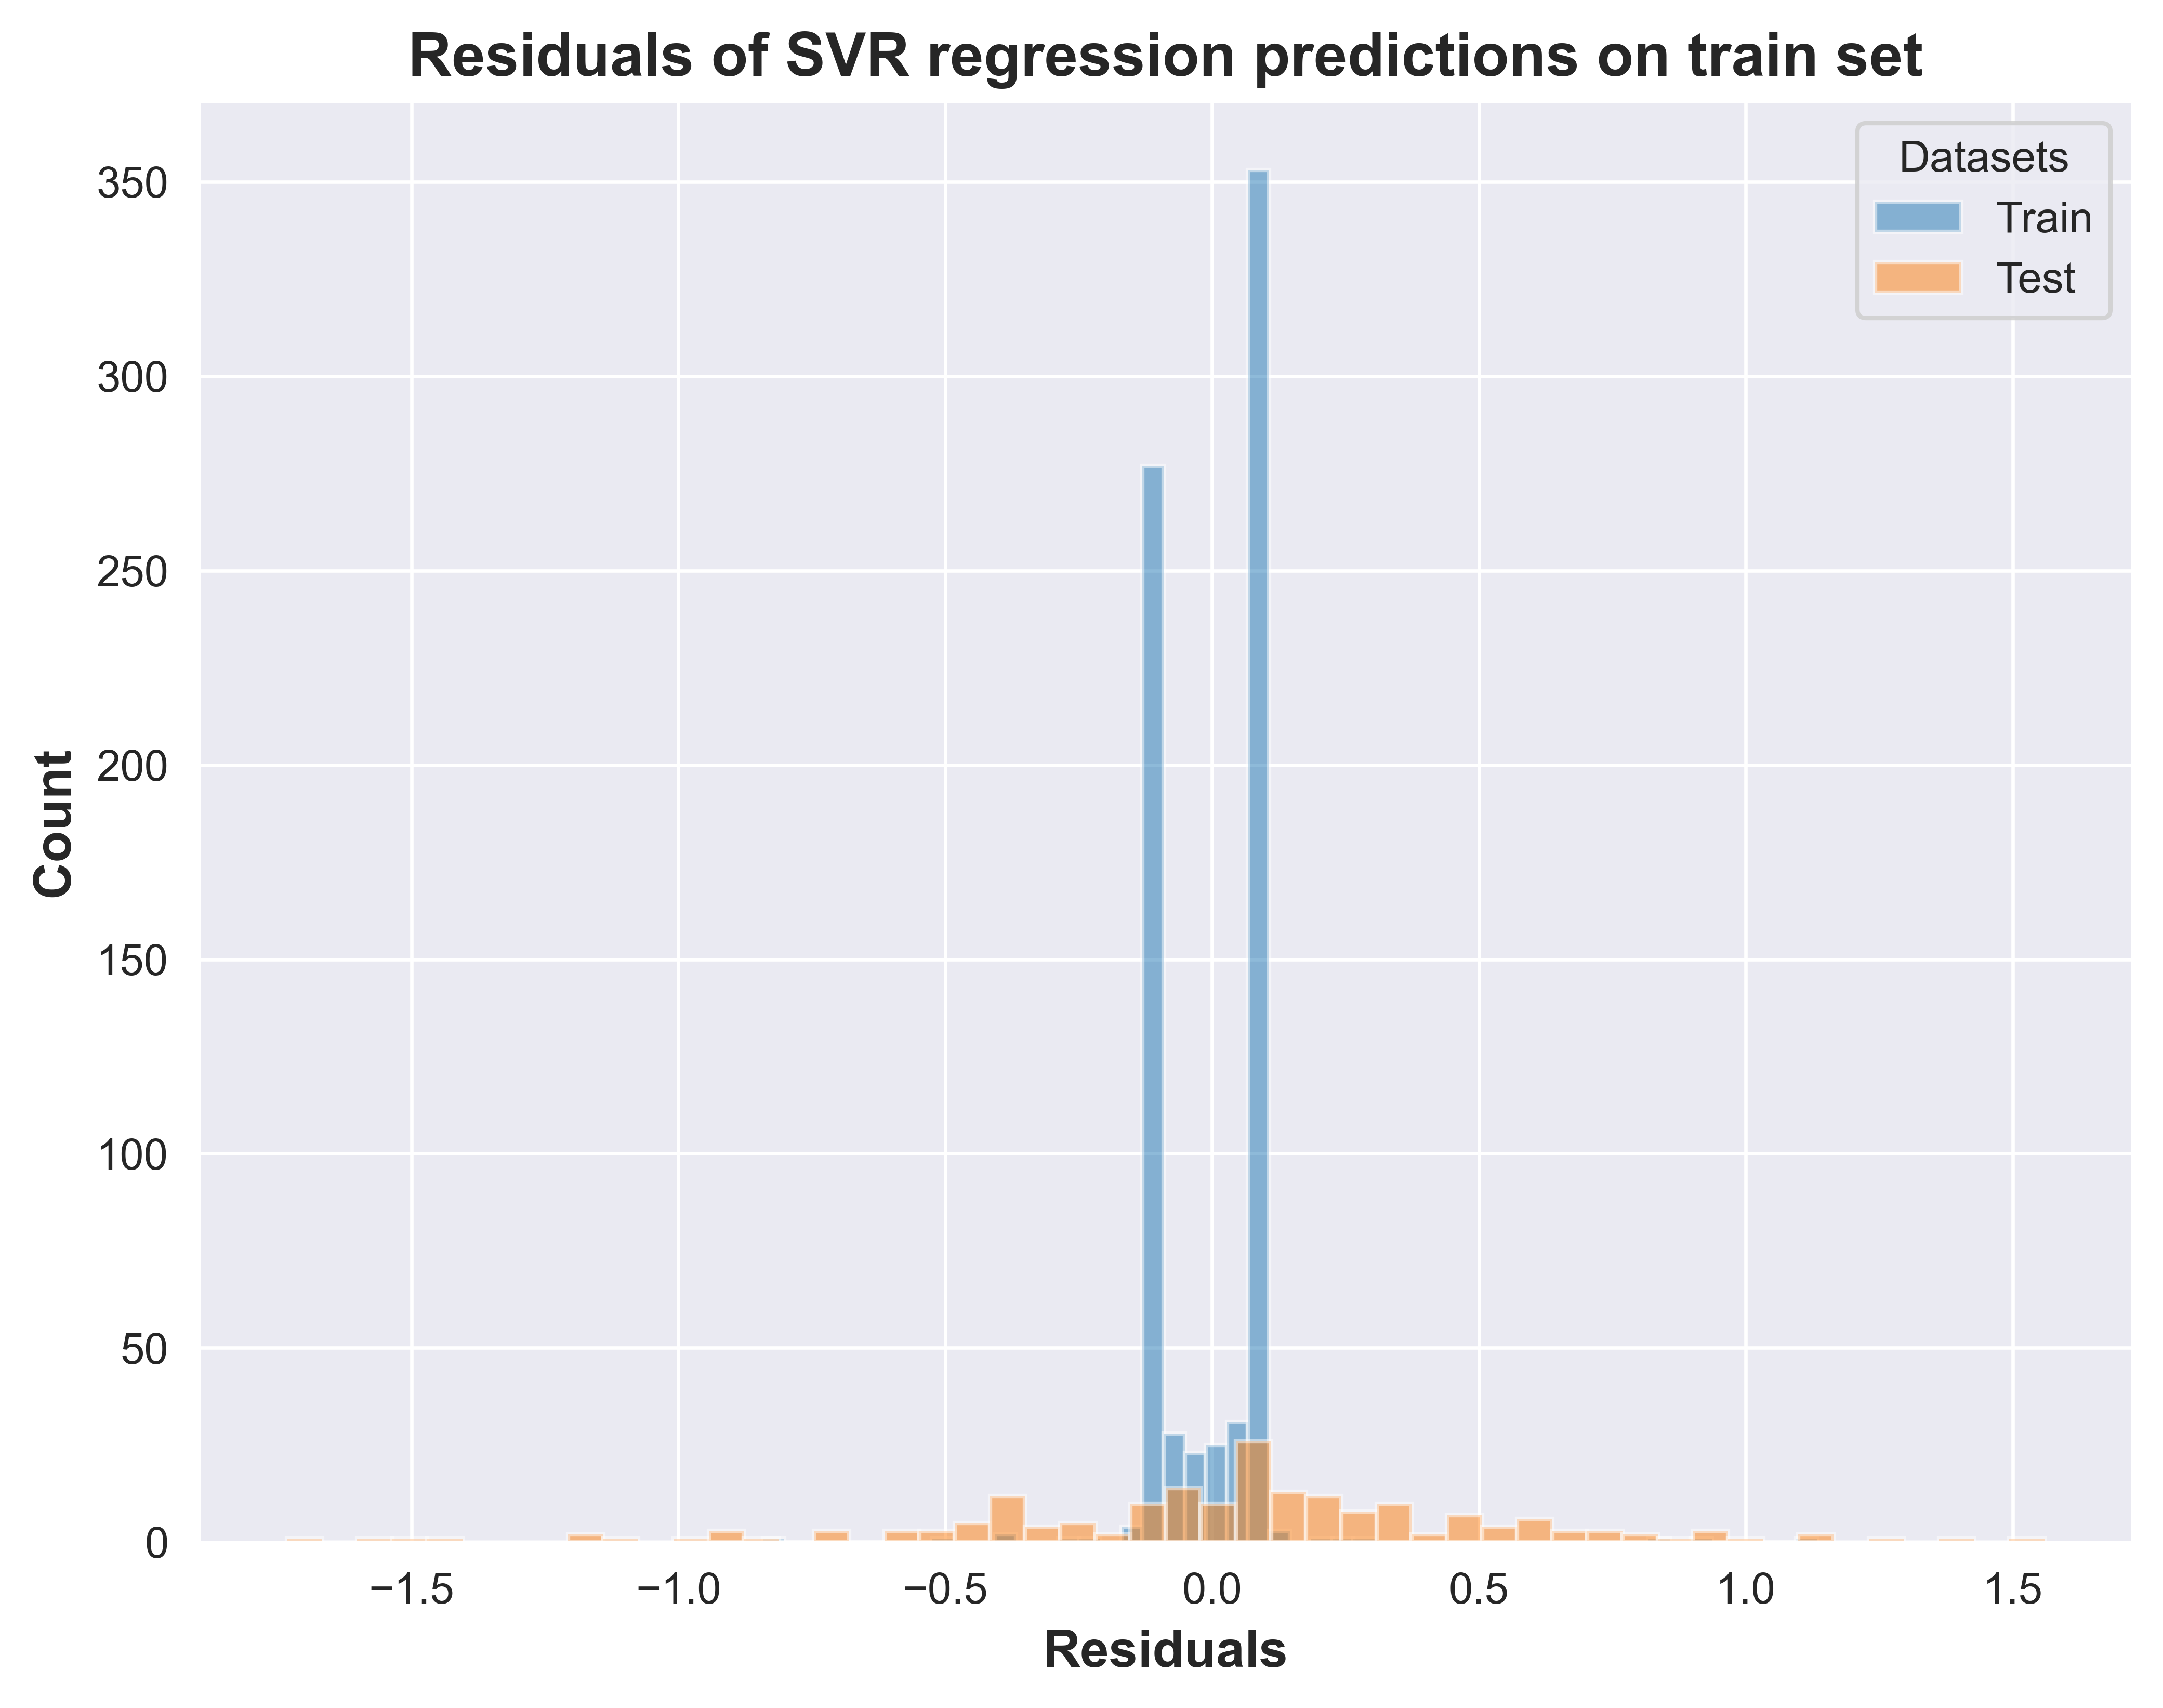 Residuals of SVR regression predictions on train set
Datasets
Train
Test
Count
350
300
250
200
150
100
50
0
−1.5 −1.0 −0.5 0.0 0.5 1.0 1.5
Residuals